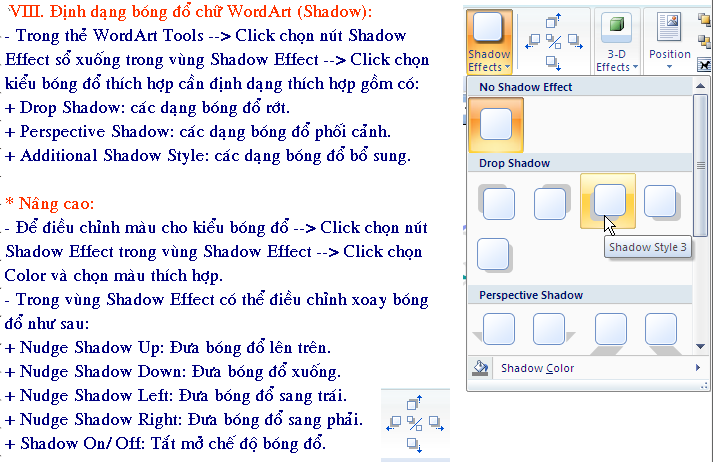 VIII. Định dạng bóng đổ chữ WordArt (Shadow):
- Trong thẻ WordArt Tools --> Click chọn nút Shadow
Effect sổ xuống trong vùng Shadow Effect --> Click chọn
kiểu bóng đổ thích hợp cần định dạng thích hợp gồm có:
+ Drop Shadow: các dạng bóng đổ rớt.
+ Perspective Shadow: các dạng bóng đổ phối cảnh.
+ Additional Shadow Style: các dạng bóng đổ bổ sung.
* Nâng cao:
- Để điều chỉnh màu cho kiểu bóng đổ --> Click chọn nút
Shadow Effect trong vùng Shadow Effect --> Click chọn
Color và chọn màu thích hợp.
- Trong vùng Shadow Effect có thể điều chỉnh xoay bóng
đổ như sau:
+ Nudge Shadow Up: Đưa bóng đổ lên trên.
+ Nudge Shadow Down: Đưa bóng đổ xuống.
+ Nudge Shadow Left: Đưa bóng đổ sang trái.
+ Nudge Shadow Right: Đưa bóng đổ sang phải.
+ Shadow On/ Off: Tắt mở chế độ bóng đổ.
Shadow
Effects
3-D
Effects
Position
No Shadow Effect
Drop Shadow
Shadow Style 3
Perspective Shadow
Shadow Color